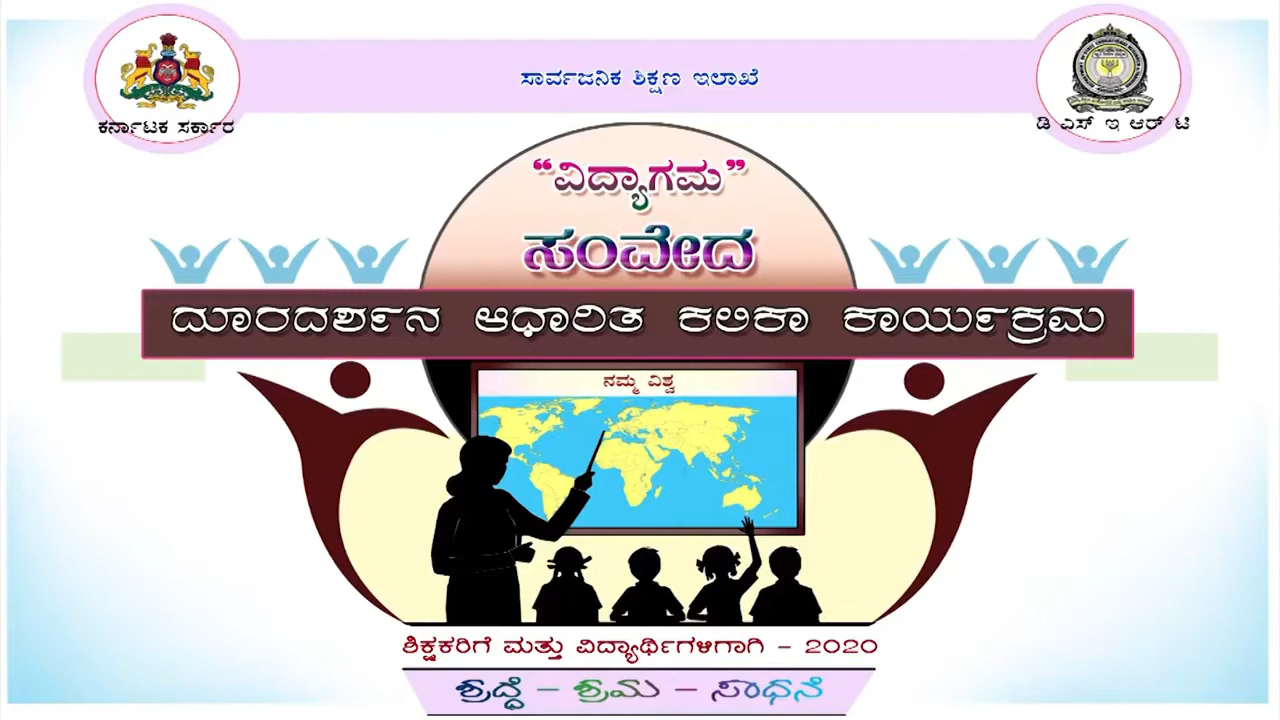 ಸಾರ್ವಜನಿಕ ಶಿಕ್ಷಣ ಇಲಾಖೆ
ಕರ್ನಾಟಕ ಸರ್ಕಾರ
ಡಿ ಎಸ್ ಇ ಆರ್ ಟಿ
“ವಿದ್ಯಾಗಮ”
ಸಂವೇದ
ದೂರದರ್ಶನ ಆಧಾರಿತ ಕಲಿಕಾ ಕಾರ್ಯಕ್ರಮ
ನಮ್ಮ ವಿಶ್ವ
ಶಿಕ್ಷಕರಿಗೆ ಮತ್ತು ವಿದ್ಯಾರ್ಥಿಗಳಿಗಾಗಿ – 2020
ಶ್ರದ್ಧೆ – ಶ್ರಮ – ಸಾಧನೆ